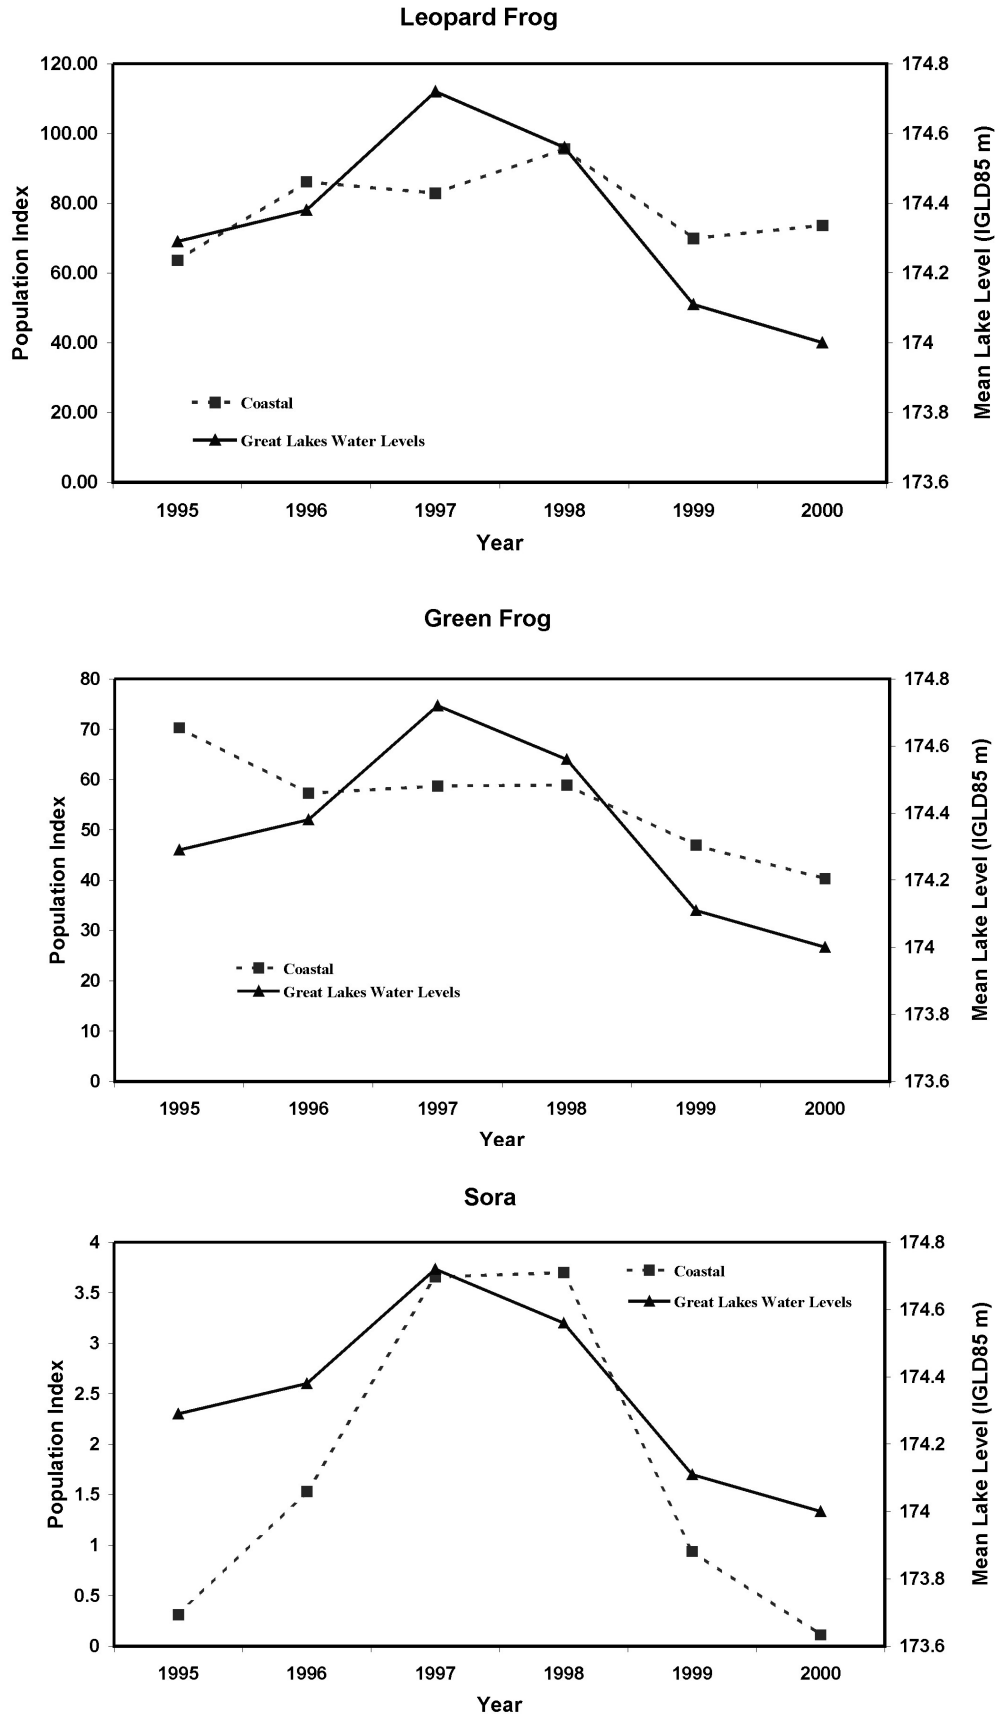 Leopard Frog
120.00
100.00
80.00
60.00
40.00
20.00
0.00
Population Index
174.8
174.6
174.4
174.2
174
173.8
173.6
Mean Lake Level (IGLD85 m)
Coastal
Great Lakes Water Levels
1995 1996 1997 1998 1999 2000
Year
Green Frog
80
70
60
50
40
30
20
10
0
Population Index
174.8
174.6
174.4
174.2
174
173.8
173.6
Mean Lake Level (IGLD85 m)
Coastal
Great Lakes Water Levels
1995 1996 1997 1998 1999 2000
Year
Sora
4
3.5
3
2.5
2
1.5
1
0.5
0
Population Index
174.8
174.6
174.4
174.2
174
173.8
173.6
Mean Lake Level (IGLD85 m)
Coastal
Great Lakes Water Levels
1995 1996 1997 1998 1999 2000
Year